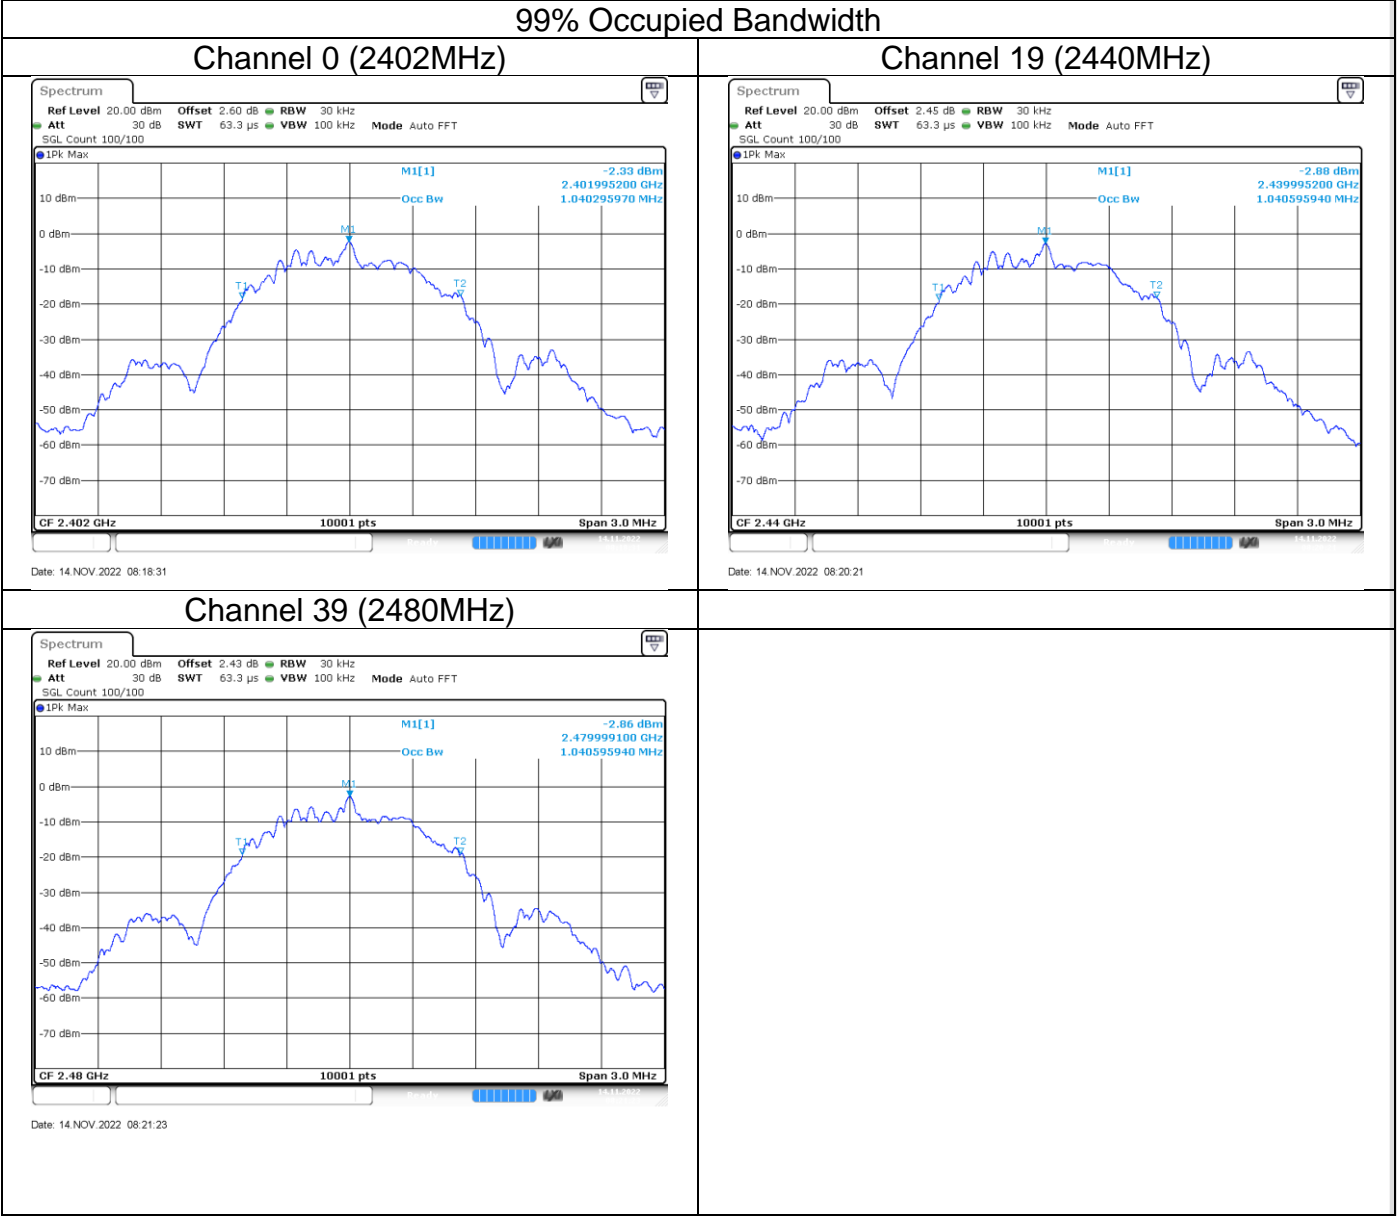 99% Occupied Bandwidth
Channel 0 (2402MHz)
Spectrum
Ref Level 20.00 dBm Offset 2.60 dB RBW 30 kHz
Att 30 dB SWT 63.3 µs VBW 100 kHz Mode Auto FFT
SGL Count 100/100
1Pk Max
M1[1] -2.33 dBm
2.401995200 GHz
10 dBm Occ Bw 1.040295970 MHz
M1
0 dBm
-10 dBm
T1 T2
-20 dBm
-30 dBm
-40 dBm
-50 dBm
-60 dBm
-70 dBm
CF 2.402 GHz 10001 pts Span 3.0 MHz
Date: 14.NOV.2022 08:18:31
Channel 19 (2440MHz)
Spectrum
Ref Level 20.00 dBm Offset 2.45 dB RBW 30 kHz
Att 30 dB SWT 63.3 µs VBW 100 kHz Mode Auto FFT
SGL Count 100/100
1Pk Max
M1[1] -2.88 dBm
2.439995200 GHz
10 dBm Occ Bw 1.040595940 MHz
M1
0 dBm
-10 dBm
T1 T2
-20 dBm
-30 dBm
-40 dBm
-50 dBm
-60 dBm
-70 dBm
CF 2.44 GHz 10001 pts Span 3.0 MHz
Date: 14.NOV.2022 08:20:21
Channel 39 (2480MHz)
Spectrum
Ref Level 20.00 dBm Offset 2.43 dB RBW 30 kHz
Att 30 dB SWT 63.3 µs VBW 100 kHz Mode Auto FFT
SGL Count 100/100
1Pk Max
M1[1] -2.86 dBm
2.479999100 GHz
10 dBm Occ Bw 1.040595940 MHz
M1
0 dBm
-10 dBm
T1 T2
-20 dBm
-30 dBm
-40 dBm
-50 dBm
-60 dBm
-70 dBm
CF 2.48 GHz 10001 pts Span 3.0 MHz
Date: 14.NOV.2022 08:21:23